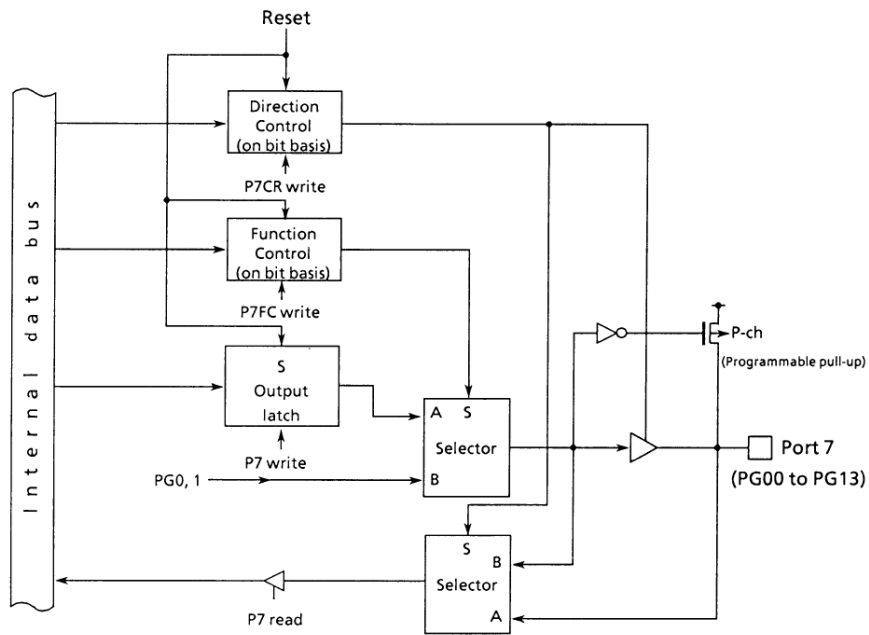 Reset
Direction
Control
(on bit basis)
P7CR write
Function
Control
(on bit basis)
P7FC write
Internal data bus
S
Output
latch
P7 write
PG0, 1
A S
Selector
B
P-ch
(Programmable pull-up)
Port 7
(PG00 to PG13)
S
B
Selector
A
P7 read